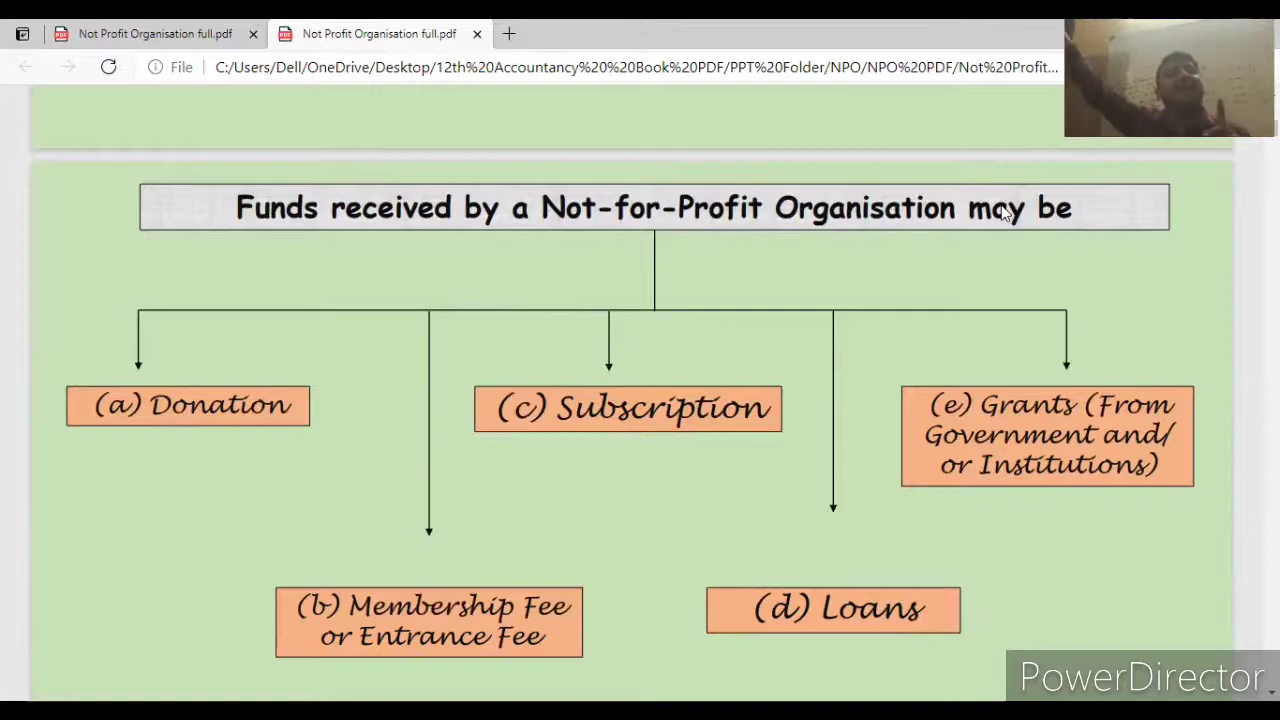 Not Profit Organisation full.pdf
Not Profit Organisation full.pdf
File
C:/Users/Dell/OneDrive/Desktop/12th%20Accountancy%20%20Book%20PDF/PPT%20Folder/NPO/NPO%20PDF/Not%20Profit...
Funds received by a Not-for-Profit Organisation may be
(a) Donation
(c) Subscription
(e) Grants (From
Government and/
or Institutions)
(b) Membership Fee
or Entrance Fee
(d) Loans
PowerDirector